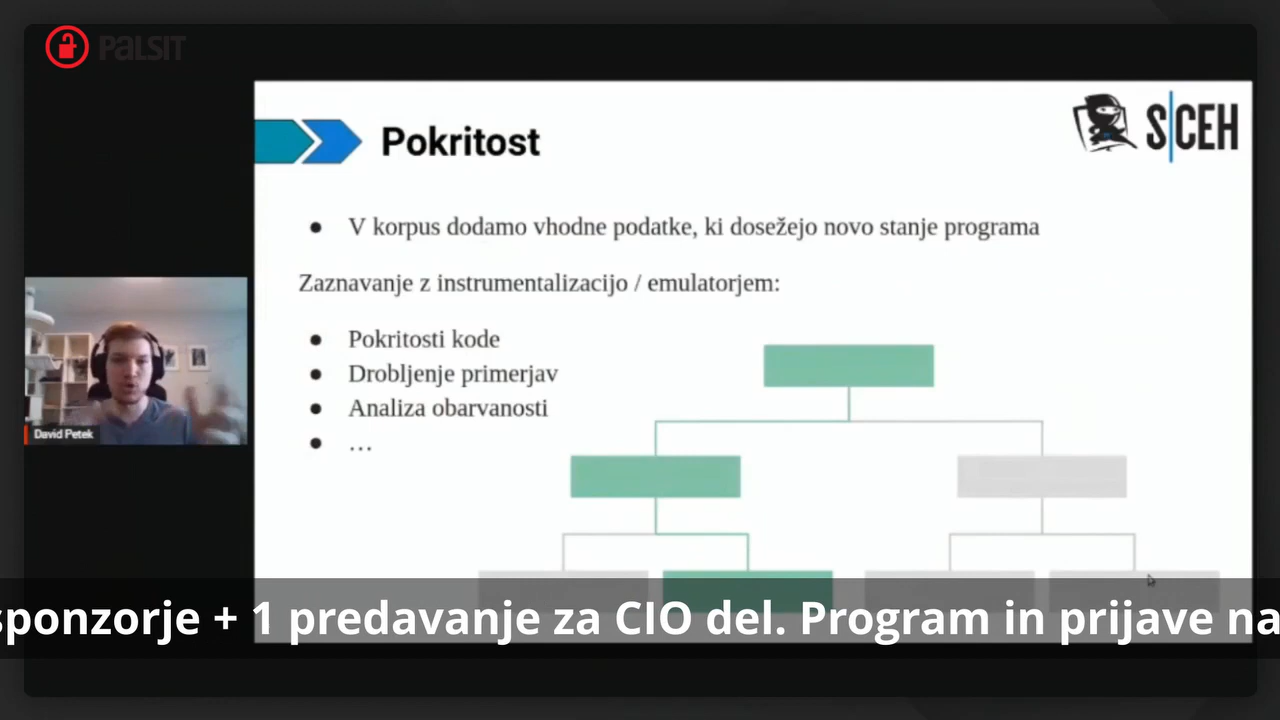 PaLSIT
Pokritost
S|CEH
● V korpus dodamo vhodne podatke, ki dosežejo novo stanje programa
Zaznavanje z instrumentalizacijo / emulatorjem:
● Pokritosti kode
● Drobljenje primerjav
● Analiza obarvanosti
● …
David Petek
sponzorje + 1 predavanje za CIO del. Program in prijave na